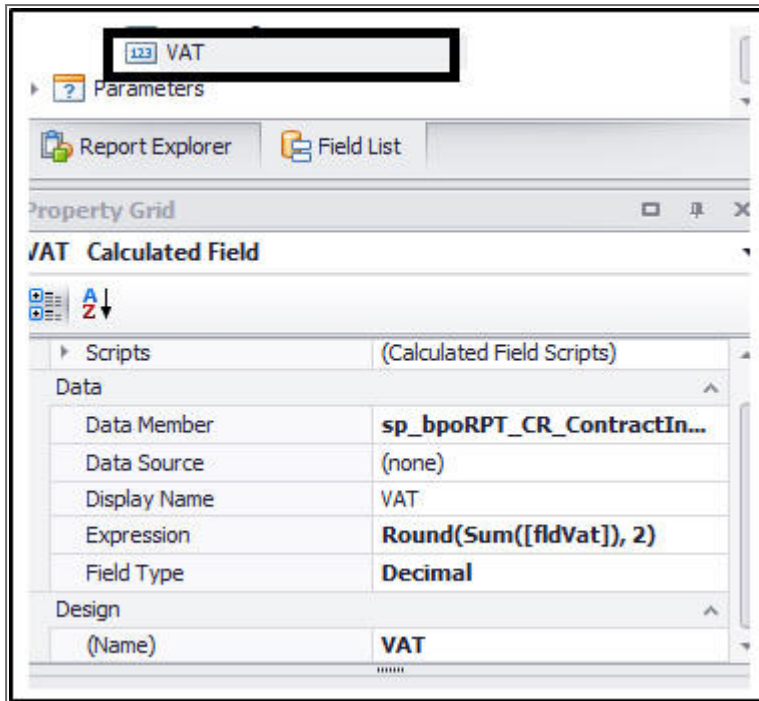 123 VAT
? Parameters
Report Explorer Field List
Property Grid
VAT Calculated Field
A
Z
Scripts (Calculated Field Scripts)
Data
Data Member sp_bpoRPT_CR_ContractIn...
Data Source (none)
Display Name VAT
Expression Round(Sum([fldVat]), 2)
Field Type Decimal
Design
(Name) VAT